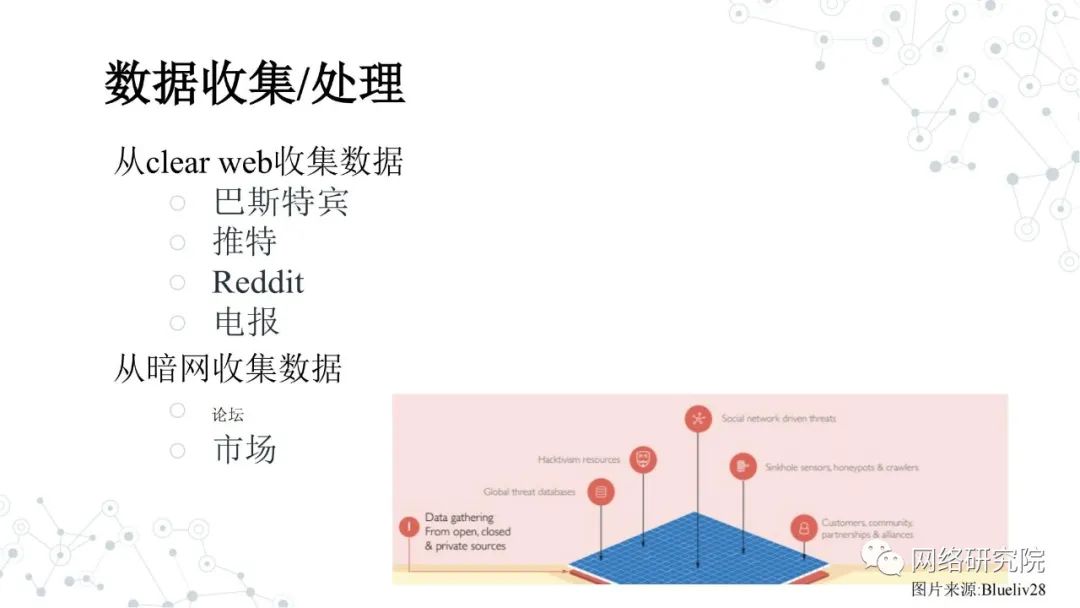 数据收集/处理
从clear web收集数据
巴斯特宾
推特
Reddit
电报
从暗网收集数据
论坛
市场
Social network driven threats
Hacktivism resources
Sinkhole sensors, honeypots & crawlers
Global threat databases
Data gathering
From open, closed
& private sources
Customers, community,
partnerships & alliances
网络研究院
图片来源:Blueliv28